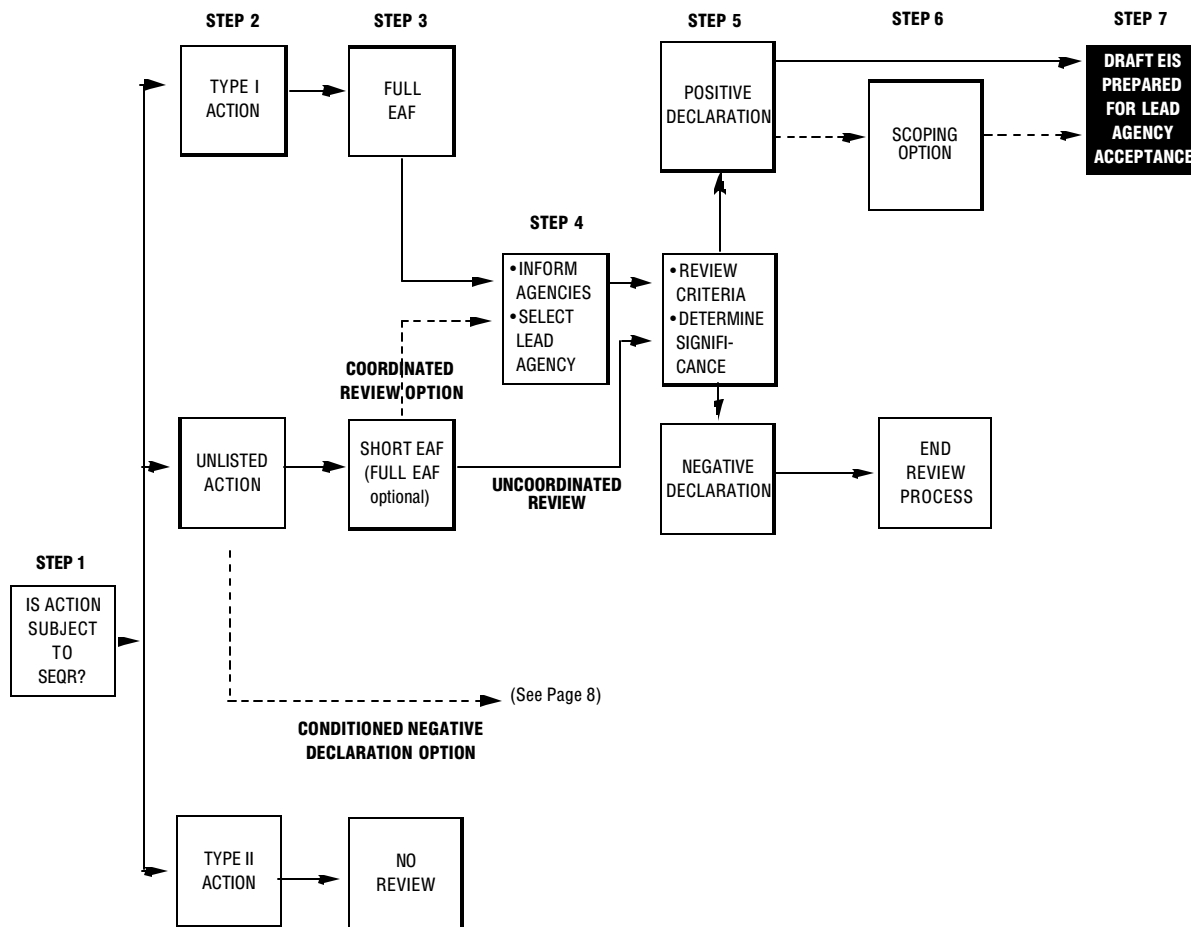 STEP 1
IS ACTION
SUBJECT
TO
SEQR?
STEP 2
TYPE I
ACTION
UNLISTED
ACTION
TYPE II
ACTION
STEP 3
FULL
EAF
SHORT EAF
(FULL EAF
optional)
NO
REVIEW
COORDINATED
REVIEW OPTION
UNCOORDINATED
REVIEW
CONDITIONED NEGATIVE
DECLARATION OPTION
(See Page 8)
STEP 4
•INFORM
AGENCIES
•SELECT
LEAD
AGENCY
STEP 5
POSITIVE
DECLARATION
•REVIEW
CRITERIA
•DETERMINE
SIGNIFI-
CANCE
NEGATIVE
DECLARATION
STEP 6
SCOPING
OPTION
END
REVIEW
PROCESS
STEP 7
DRAFT EIS
PREPARED
FOR LEAD
AGENCY
ACCEPTANCE